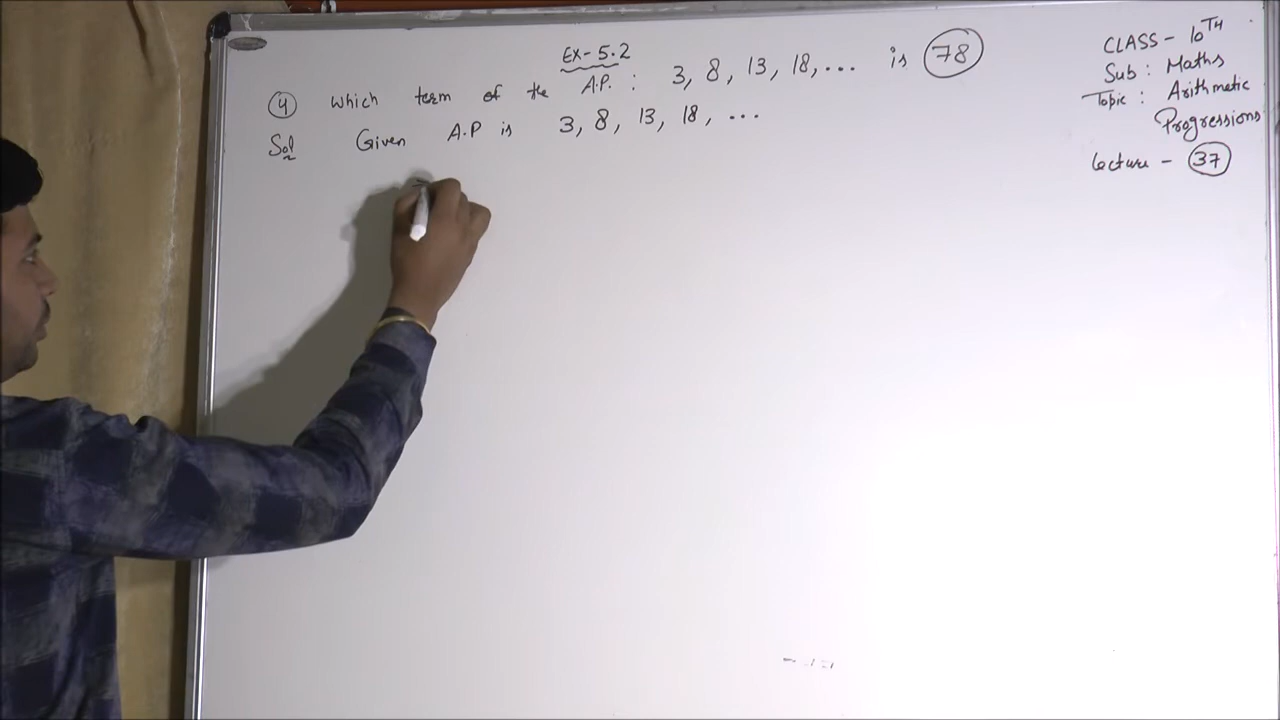 EX-5.2
④ Which term of the A.P. : 3, 8, 13, 18, ... is 78
Sol Given A.P is 3, 8, 13, 18, ...
CLASS - 10TH
Sub : Maths
Topic : Arithmetic
Progressions
Lecture - 37